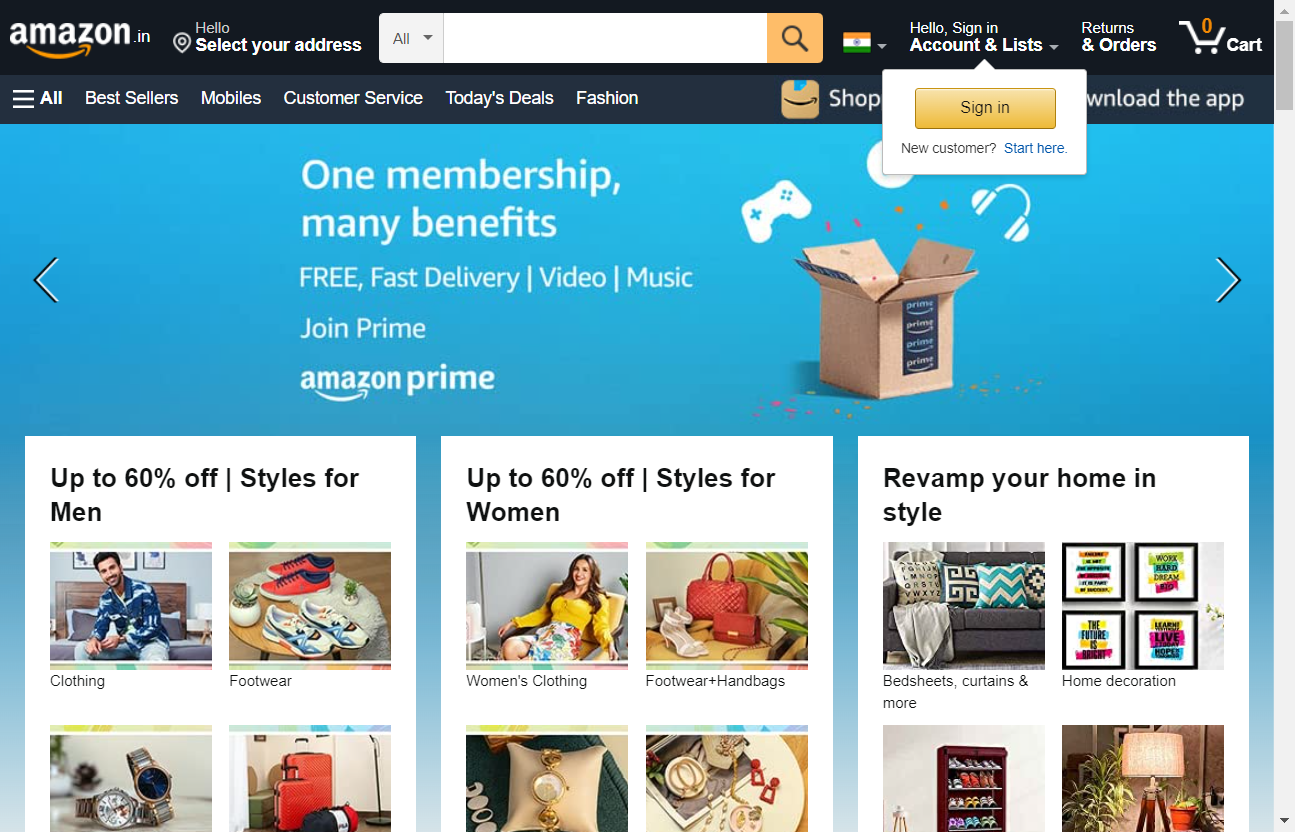 amazon.in
Hello
Select your address
All
Hello, Sign in
Account & Lists
Returns
& Orders
0
Cart
All
Best Sellers
Mobiles
Customer Service
Today's Deals
Fashion
Shop
wnload the app
Sign in
New customer? Start here.
One membership,
many benefits
FREE, Fast Delivery | Video | Music
Join Prime
amazon prime
prime
prime
prime
prime
Up to 60% off | Styles for
Men
Up to 60% off | Styles for
Women
Revamp your home in
style
WORK
HARD
DREAM
BIG
THE
FUTURE
IS
BRIGHT
Clothing
Footwear
Women's Clothing
Footwear+Handbags
Bedsheets, curtains &
more
Home decoration